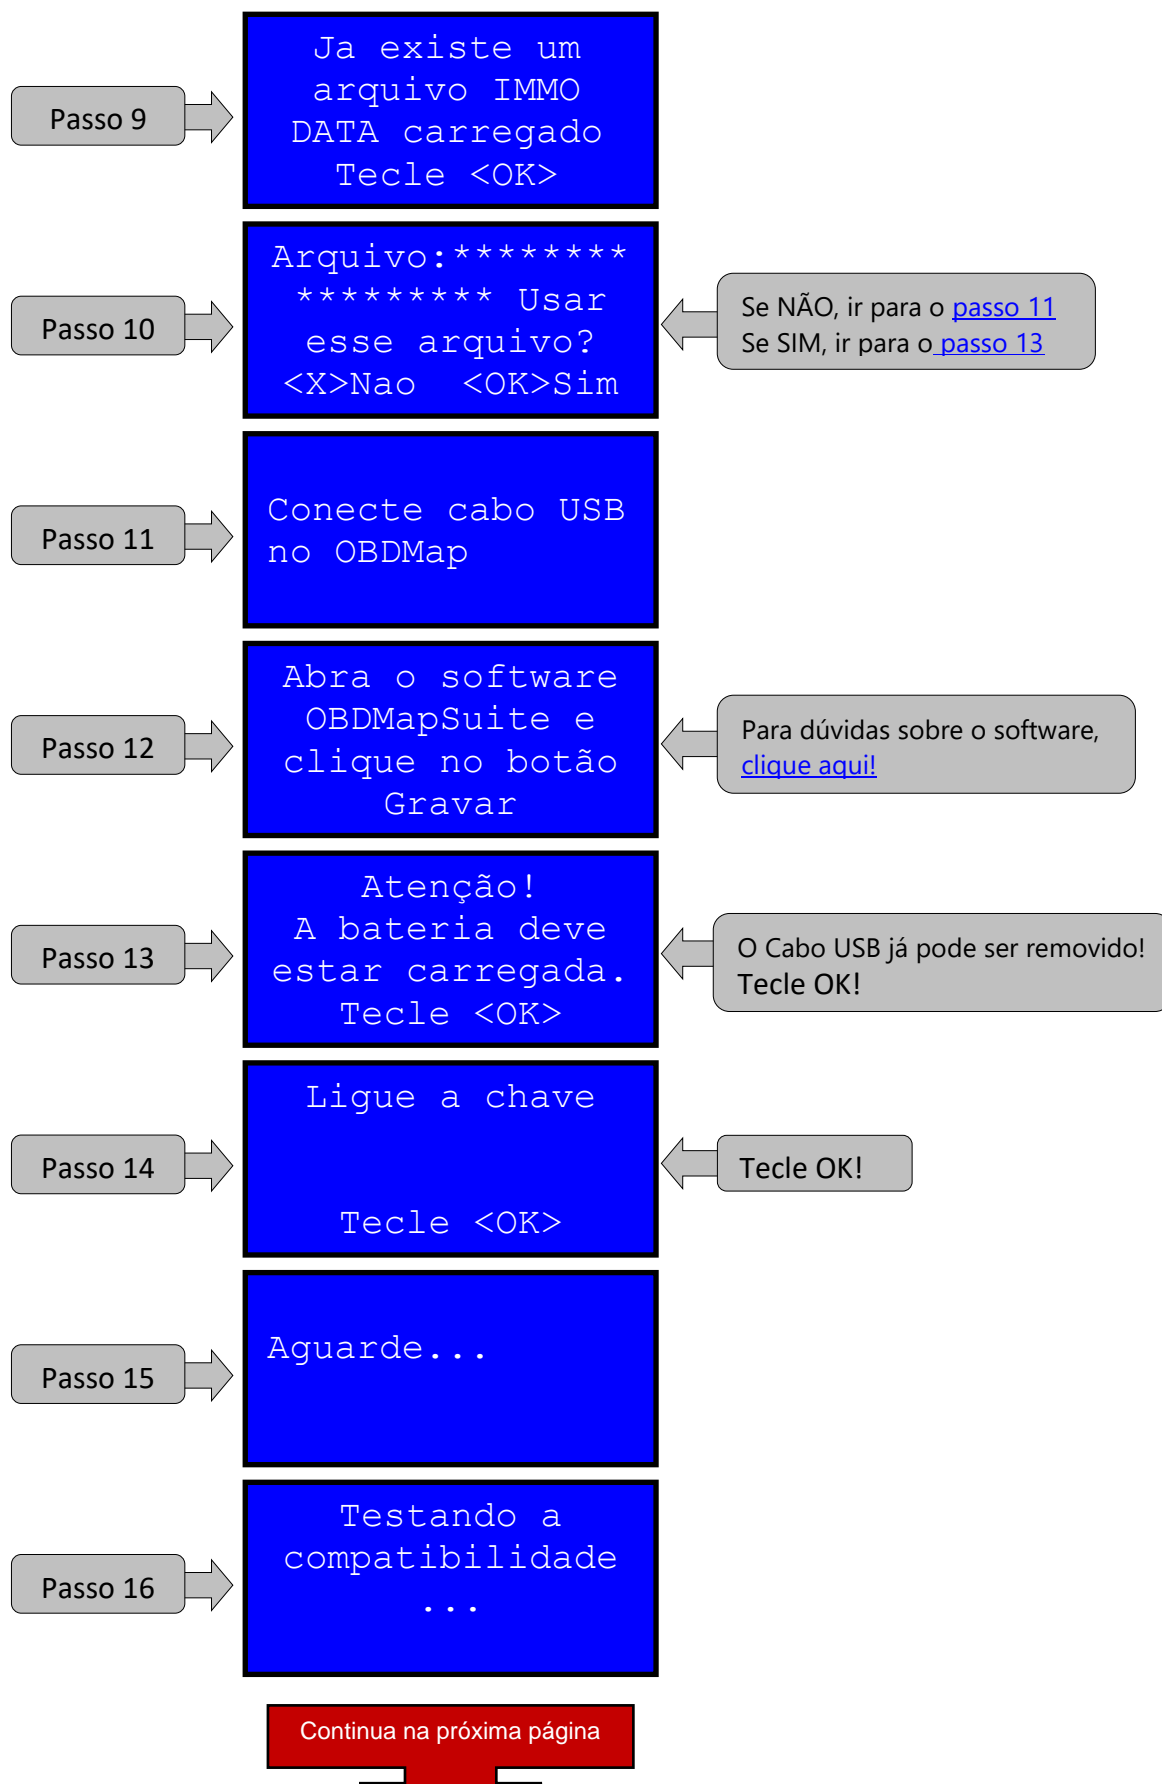 Passo 9
Ja existe um
arquivo IMMO
DATA carregado
Tecle <OK>
Passo 10
Arquivo:********
********* Usar
esse arquivo?
<X>Nao  <OK>Sim
Se NÃO, ir para o passo 11
Se SIM, ir para o passo 13
Passo 11
Conecte cabo USB
no OBDMap
Passo 12
Abra o software
OBDMapSuite e
clique no botão
Gravar
Para dúvidas sobre o software,
clique aqui!
Passo 13
Atenção!
A bateria deve
estar carregada.
Tecle <OK>
O Cabo USB já pode ser removido!
Tecle OK!
Passo 14
Ligue a chave
Tecle <OK>
Tecle OK!
Passo 15
Aguarde...
Passo 16
Testando a
compatibilidade
...
Continua na próxima página